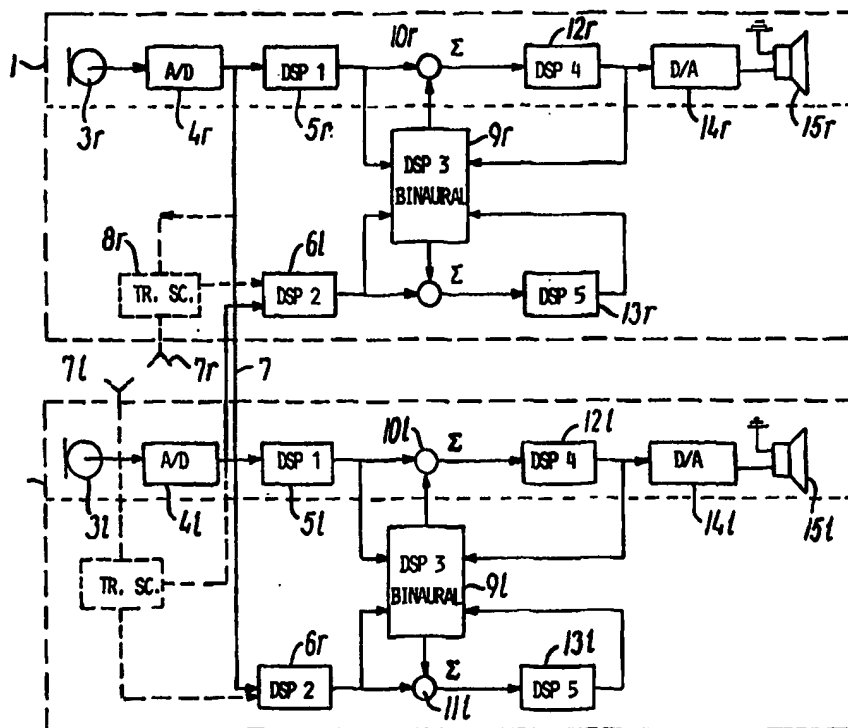 10r
12r
1
A/D
DSP 1
Σ
DSP 4
D/A
3r
4r
5r
9r
14r
15r
DSP 3
BINAURAL
8r
6l
TR. SC.
DSP 2
Σ
DSP 5
13r
7l
7r
7
10l
12l
A/D
DSP 1
Σ
DSP 4
D/A
3l
4l
5l
14l
15l
DSP 3
BINAURAL
9l
TR. SC.
6r
13l
DSP 2
Σ
DSP 5
11l